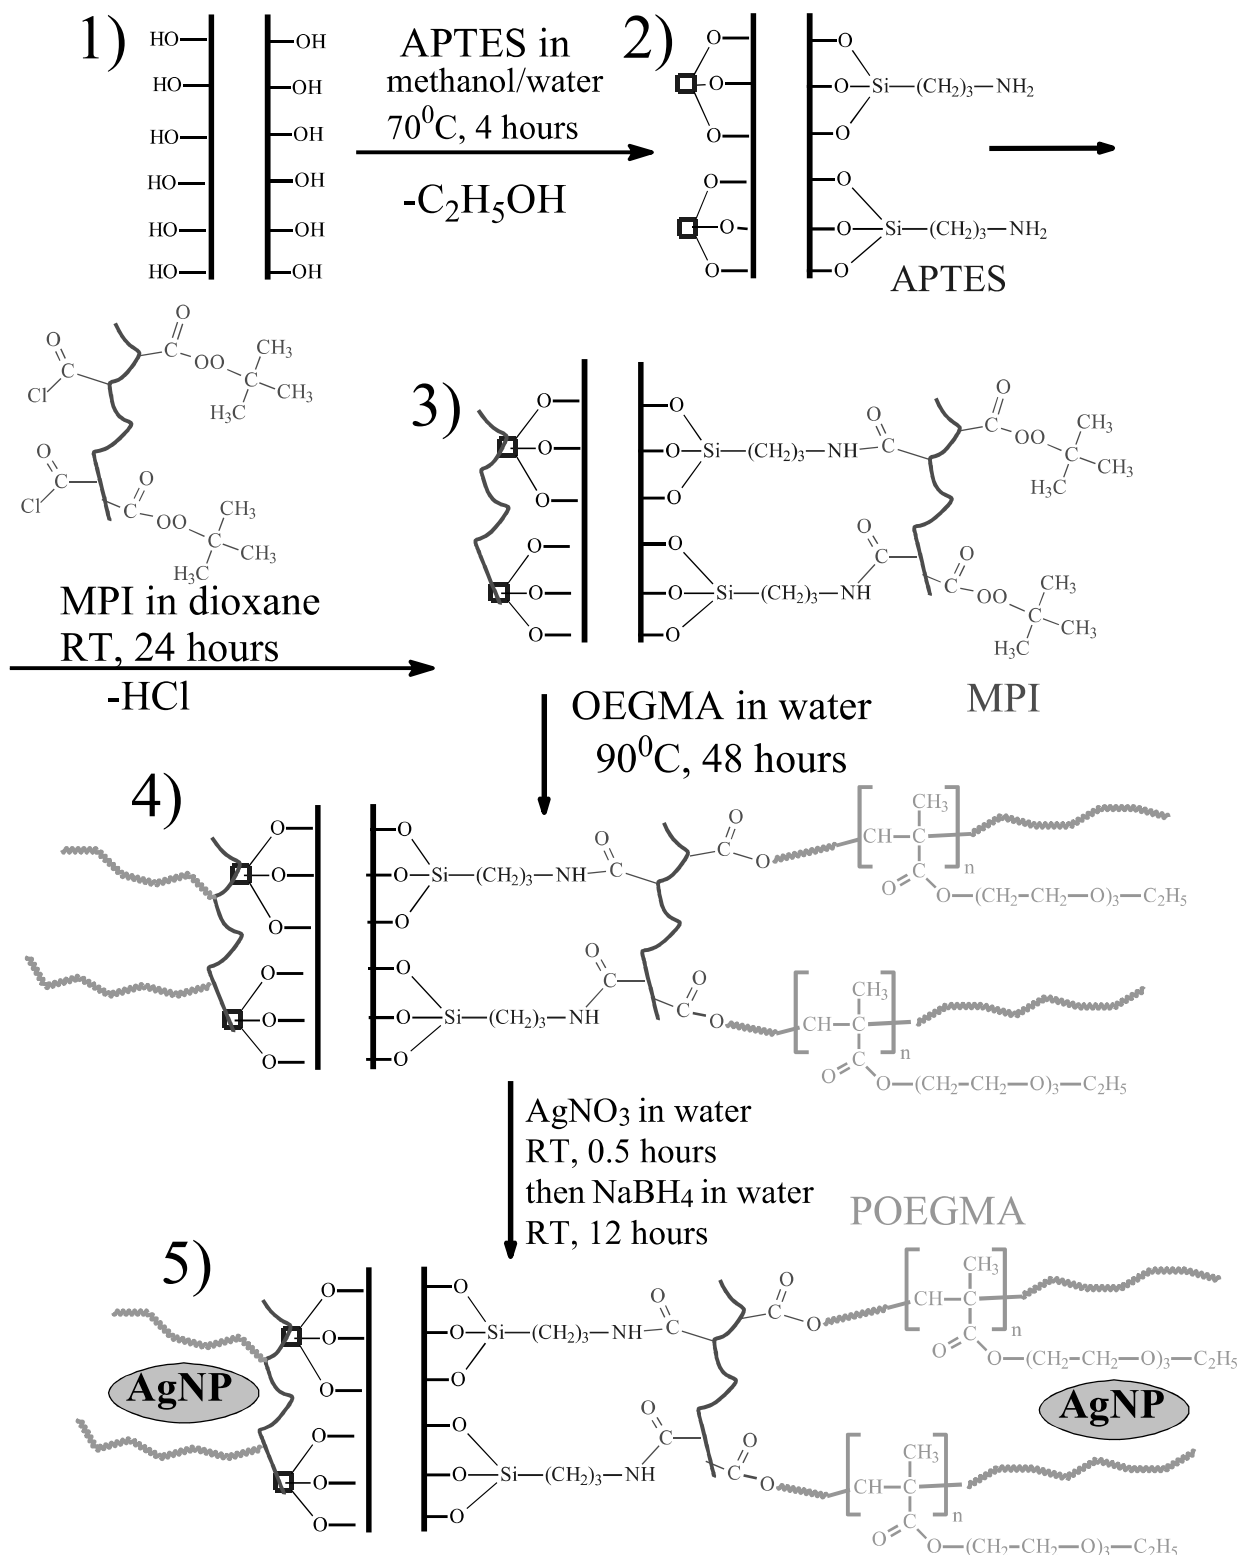 1)
HO
OH
HO
OH
HO
OH
HO
OH
HO
OH
HO
OH
APTES in
methanol/water
70⁰C, 4 hours
-C₂H₅OH
2)
O
O
O
O
O
O
O
O Si (CH₂)₃ NH₂
O
O
O Si (CH₂)₃ NH₂
O
APTES
O
C
Cl
O
C
OO
C
CH₃
CH₃
H₃C
O
C
Cl
O
C
OO
C
CH₃
CH₃
H₃C
MPI in dioxane
RT, 24 hours
-HCl
3)
O
O
O
O
O
O
O
O Si (CH₂)₃ NH C
O
O
C
OO
C
CH₃
CH₃
H₃C
O
O
O
O Si (CH₂)₃ NH
O
C
O
C
OO
C
CH₃
CH₃
H₃C
O
MPI
OEGMA in water
90⁰C, 48 hours
4)
O
O
O
O
O
O
O
O Si (CH₂)₃ NH C
O
O
C
O
CH₃
CH C
n
C
O
O (CH₂ CH₂ O)₃ C₂H₅
O
O
O Si (CH₂)₃ NH
O
C
O
C
O
CH₃
CH C
n
C
O
O (CH₂ CH₂ O)₃ C₂H₅
O
AgNO₃ in water
RT, 0.5 hours
then NaBH₄ in water
RT, 12 hours
POEGMA
5)
O
O
O
O
O
O
AgNP
O
O Si (CH₂)₃ NH C
O
O
C
O
CH₃
CH C
n
C
O
O (CH₂ CH₂ O)₃ C₂H₅
AgNP
O
O
O Si (CH₂)₃ NH
O
C
O
C
O
CH₃
CH C
n
C
O
O (CH₂ CH₂ O)₃ C₂H₅
O